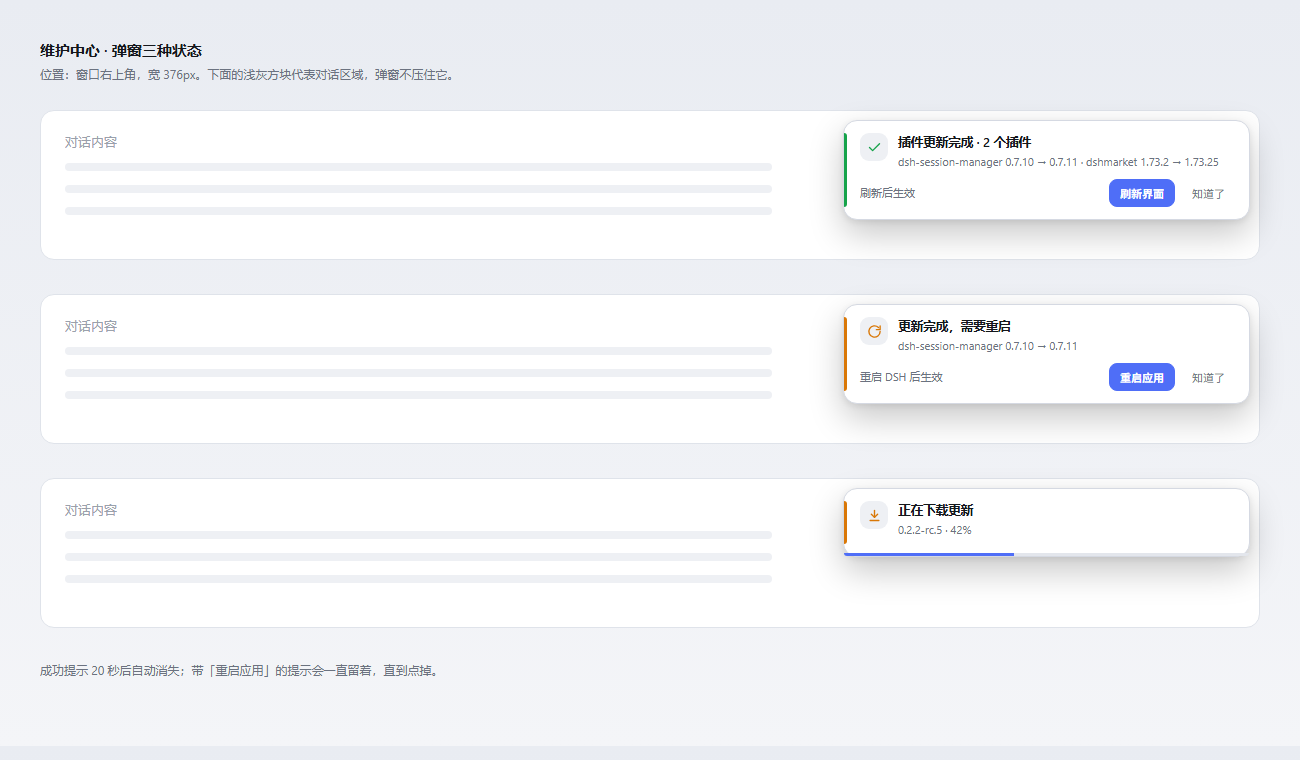 维护中心 · 弹窗三种状态
位置：窗口右上角，宽 376px。下面的浅灰方块代表对话区域，弹窗不压住它。
对话内容
插件更新完成 · 2 个插件
dsh-session-manager 0.7.10 → 0.7.11 · dshmarket 1.73.2 → 1.73.25
刷新后生效
刷新界面
知道了
对话内容
更新完成，需要重启
dsh-session-manager 0.7.10 → 0.7.11
重启 DSH 后生效
重启应用
知道了
对话内容
正在下载更新
0.2.2-rc.5 · 42%
成功提示 20 秒后自动消失；带「重启应用」的提示会一直留着，直到点掉。